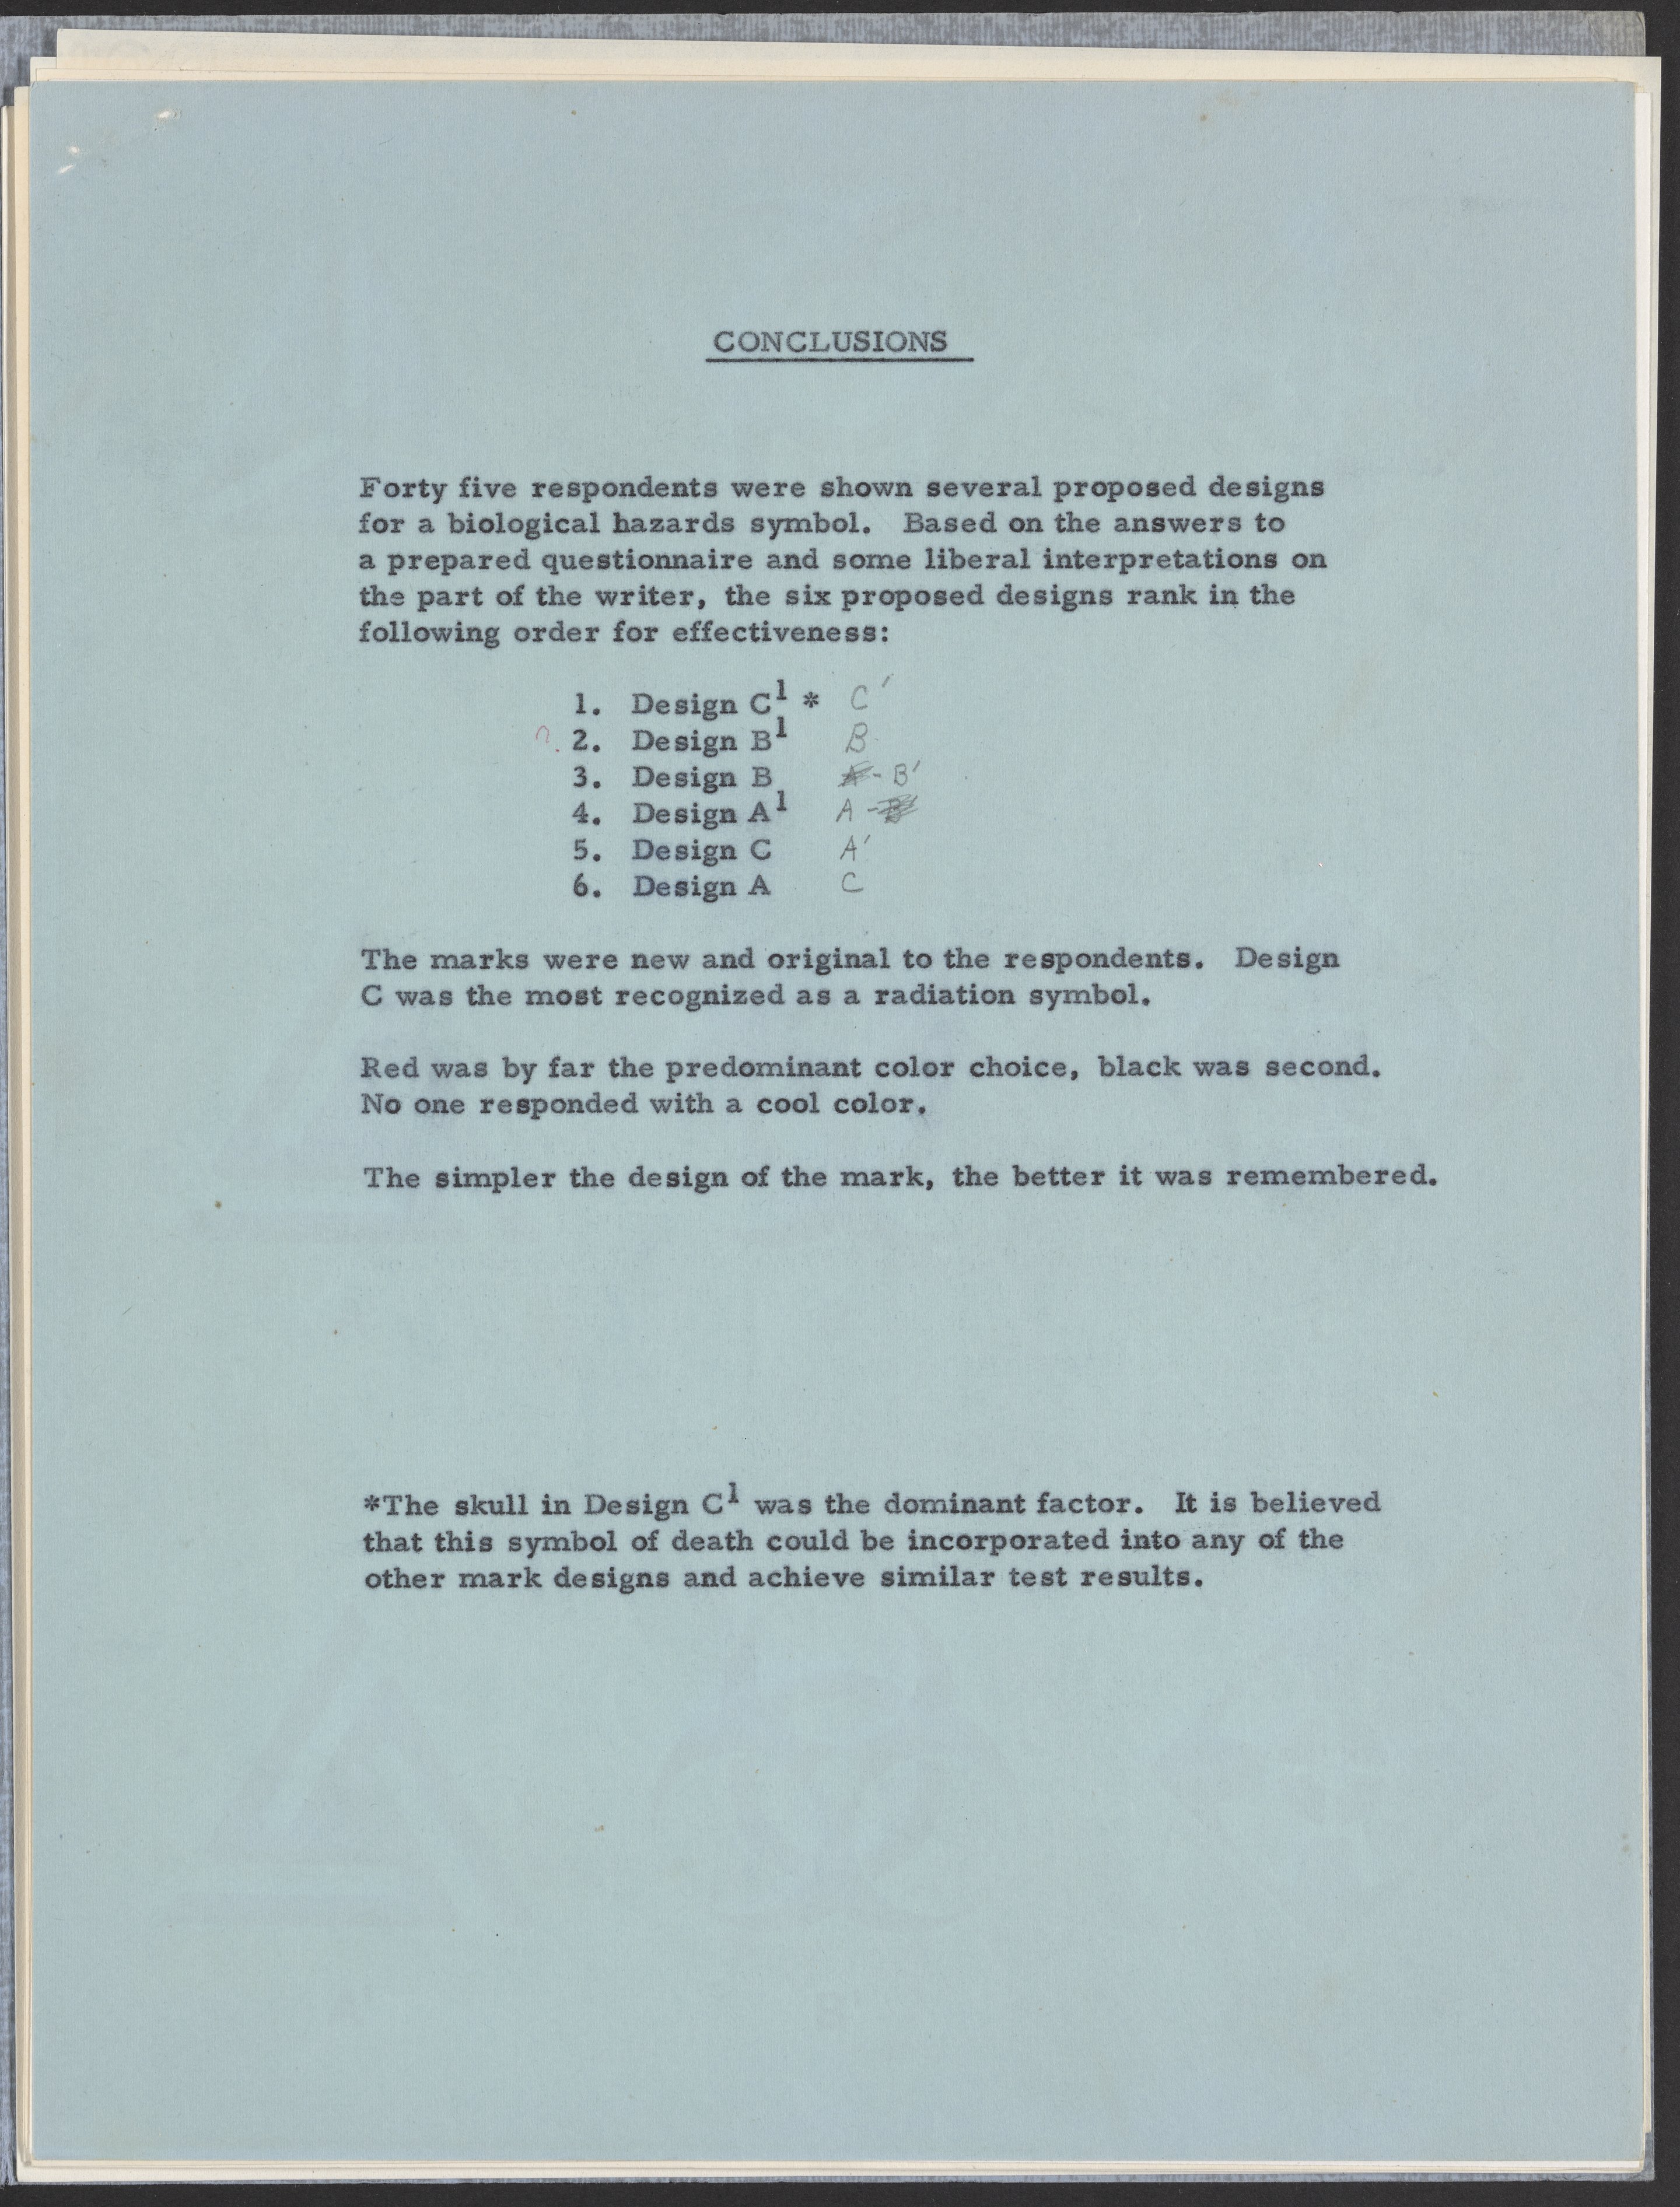 CONCLUSIONS
Forty five respondents were shown several proposed designs
for a biological hazards symbol. Based on the answers to
a prepared questionnaire and some liberal interpretations on
the part of the writer, the six proposed designs rank in the
following order for effectiveness:
1. Design C¹ * C'
?. 2. Design B¹ B
3. Design B - B'
4. Design A¹ A -
5. Design C A'
6. Design A C
The marks were new and original to the respondents. Design
C was the most recognized as a radiation symbol.
Red was by far the predominant color choice, black was second.
No one responded with a cool color.
The simpler the design of the mark, the better it was remembered.
*The skull in Design C¹ was the dominant factor. It is believed
that this symbol of death could be incorporated into any of the
other mark designs and achieve similar test results.